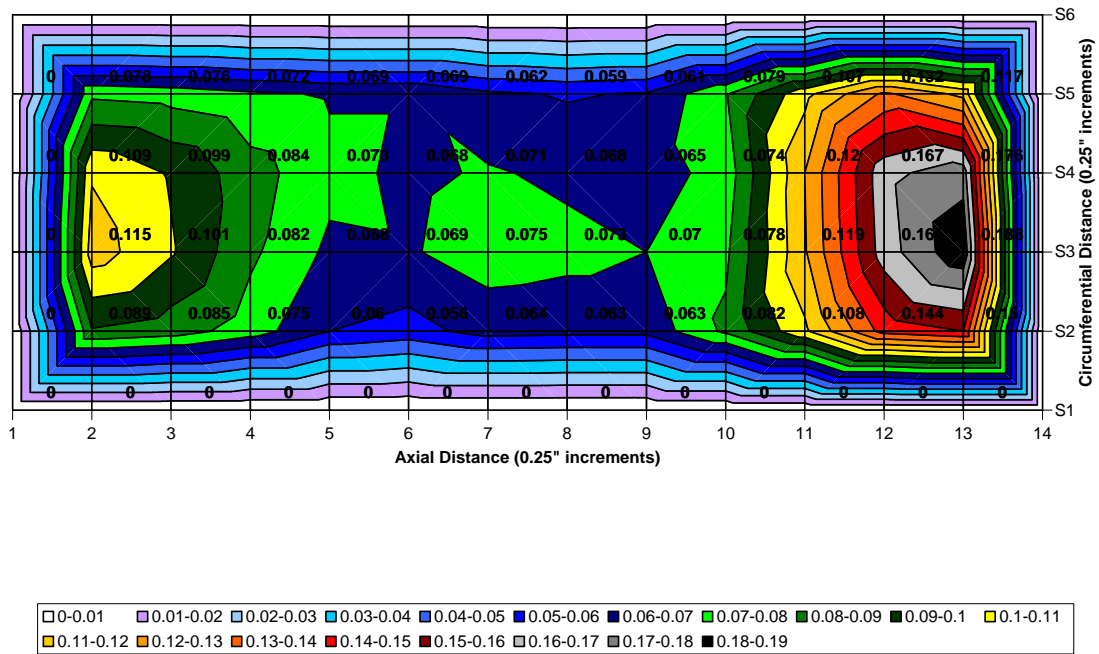 S6
0 0.078 0.076 0.072 0.069 0.069 0.062 0.059 0.061 0.079 0.107 0.132 0.117
S5
0 0.109 0.099 0.084 0.073 0.068 0.071 0.068 0.065 0.074 0.12 0.167 0.176
S4
0 0.115 0.101 0.082 0.068 0.069 0.075 0.073 0.07 0.078 0.119 0.188
S3
0 0.089 0.085 0.075 0.06 0.056 0.064 0.063 0.063 0.082 0.108 0.144
S2
0 0 0 0 0 0 0 0 0 0 0 0 0
S1
Circumferential Distance (0.25" increments)
1 2 3 4 5 6 7 8 9 10 11 12 13 14
Axial Distance (0.25" increments)
0-0.01 0.01-0.02 0.02-0.03 0.03-0.04 0.04-0.05 0.05-0.06 0.06-0.07 0.07-0.08 0.08-0.09 0.09-0.1 0.1-0.11
0.11-0.12 0.12-0.13 0.13-0.14 0.14-0.15 0.15-0.16 0.16-0.17 0.17-0.18 0.18-0.19